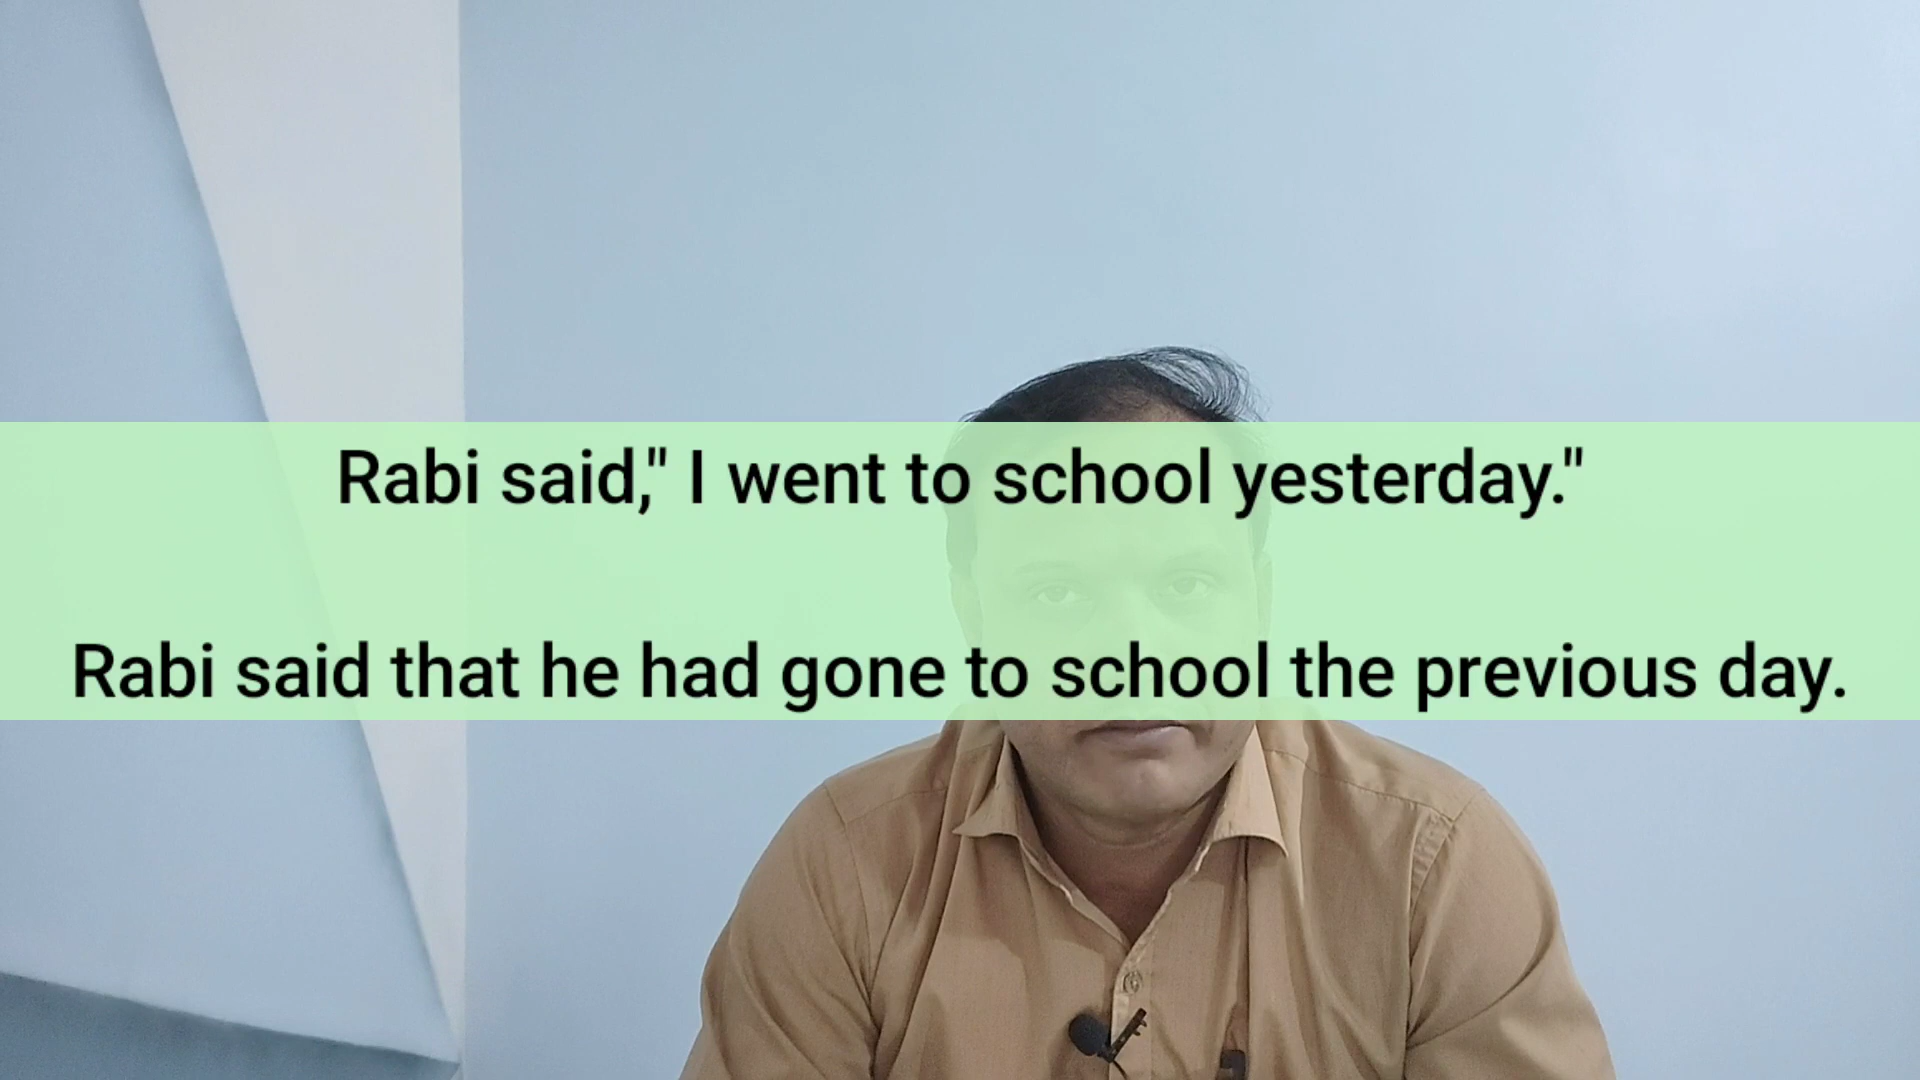 Rabi said," I went to school yesterday."
Rabi said that he had gone to school the previous day.